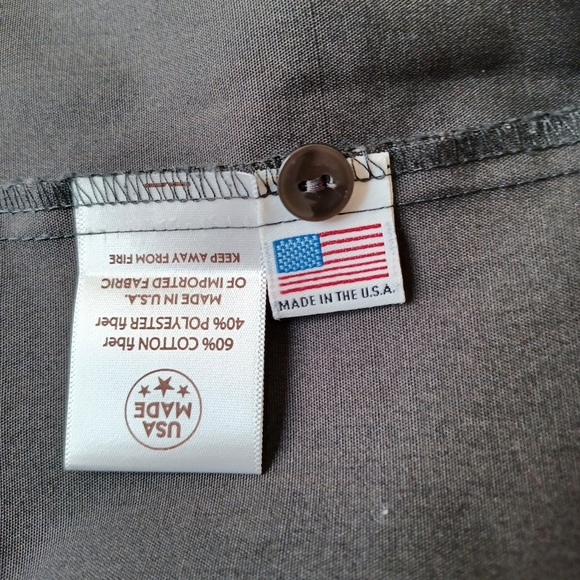 USA
MADE
60% COTTON fiber
40% POLYESTER fiber
MADE IN U.S.A.
OF IMPORTED FABRIC
KEEP AWAY FROM FIRE
MADE IN THE U.S.A.